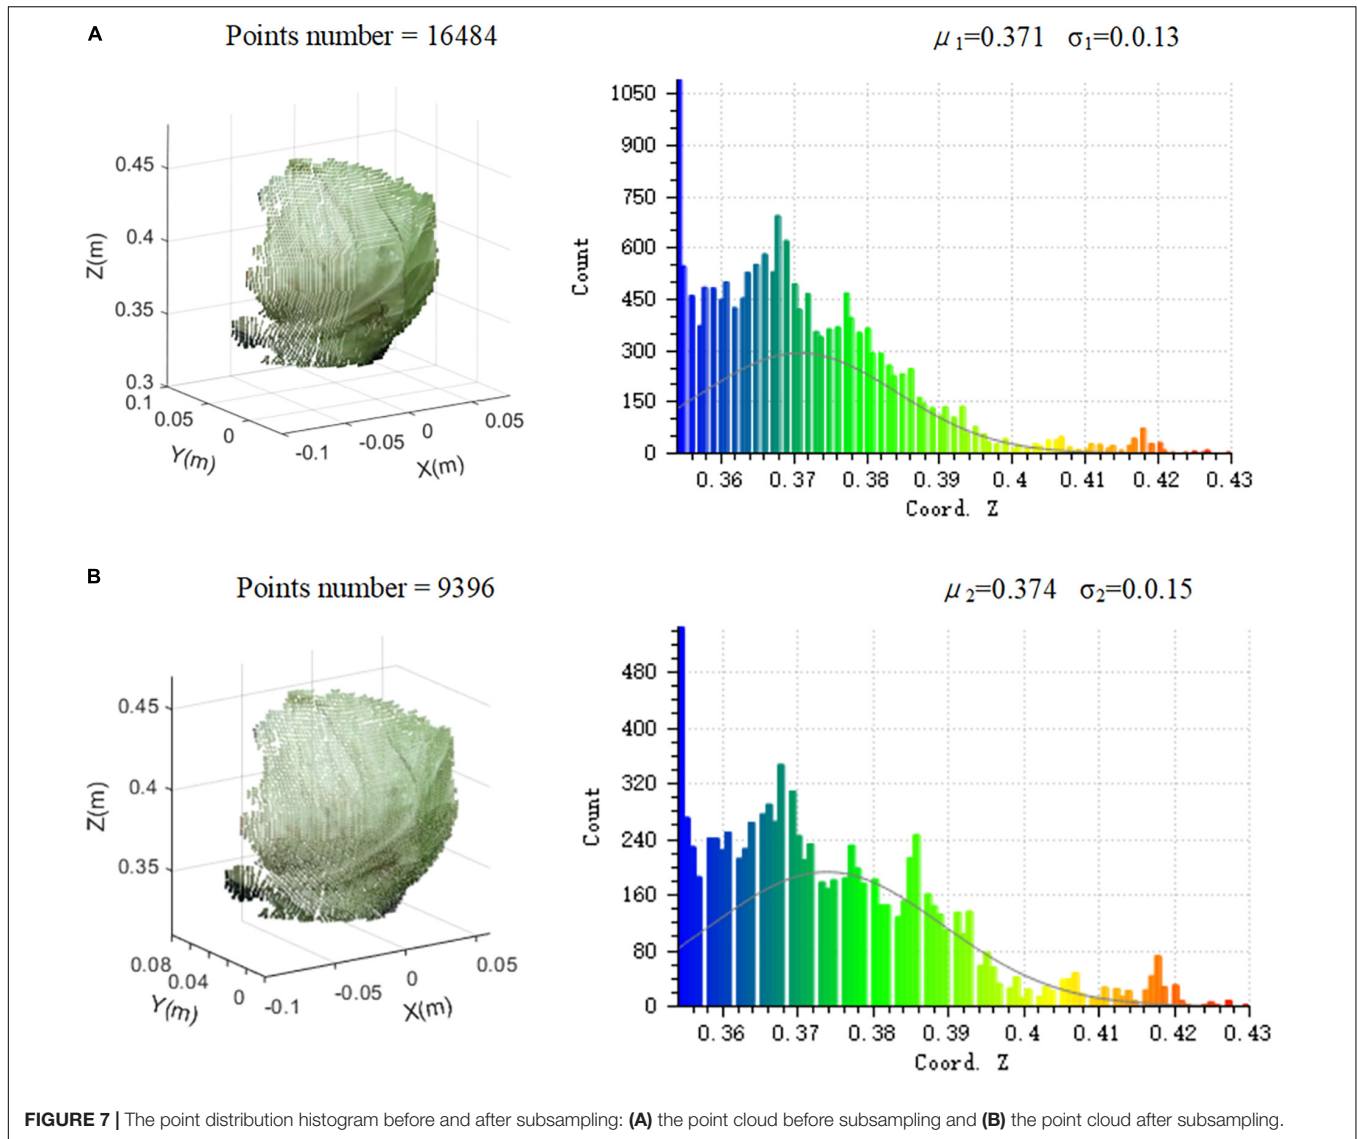 A
Points number = 16484
μ1=0.371 σ1=0.0.13
0.45
0.4
0.35
0.3
Z(m)
0.1
0.05
0
Y(m)
-0.1
-0.05
0
0.05
X(m)
1050
900
750
600
450
300
150
0
Count
0.36 0.37 0.38 0.39 0.4 0.41 0.42 0.43
Coord. Z
B
Points number = 9396
μ2=0.374 σ2=0.0.15
0.45
0.4
0.35
Z(m)
0.08
0.04
0
Y(m)
-0.1
-0.05
0
0.05
X(m)
480
400
320
240
160
80
0
Count
0.36 0.37 0.38 0.39 0.4 0.41 0.42 0.43
Coord. Z
FIGURE 7 | The point distribution histogram before and after subsampling: (A) the point cloud before subsampling and (B) the point cloud after subsampling.